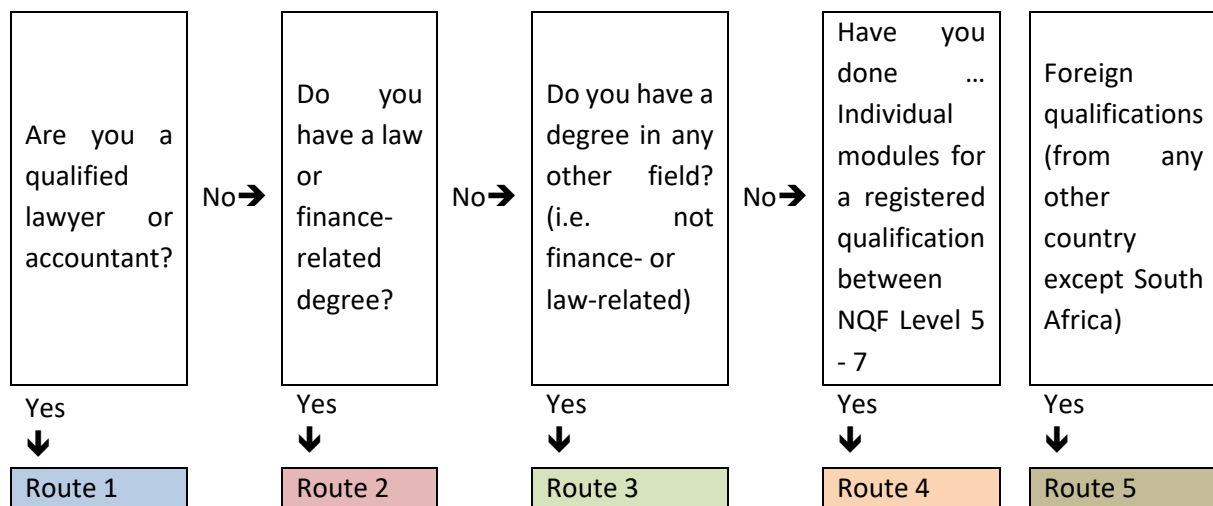 Are you a
qualified
lawyer or
accountant?
No➔
Do you
have a law
or
finance-
related
degree?
No➔
Do you have a
degree in any
other field?
(i.e. not
finance- or
law-related)
No➔
Have you
done …
Individual
modules for
a registered
qualification
between
NQF Level 5
- 7
Foreign
qualifications
(from any
other
country
except South
Africa)
Yes
Yes
Yes
Yes
Yes
Route 1
Route 2
Route 3
Route 4
Route 5